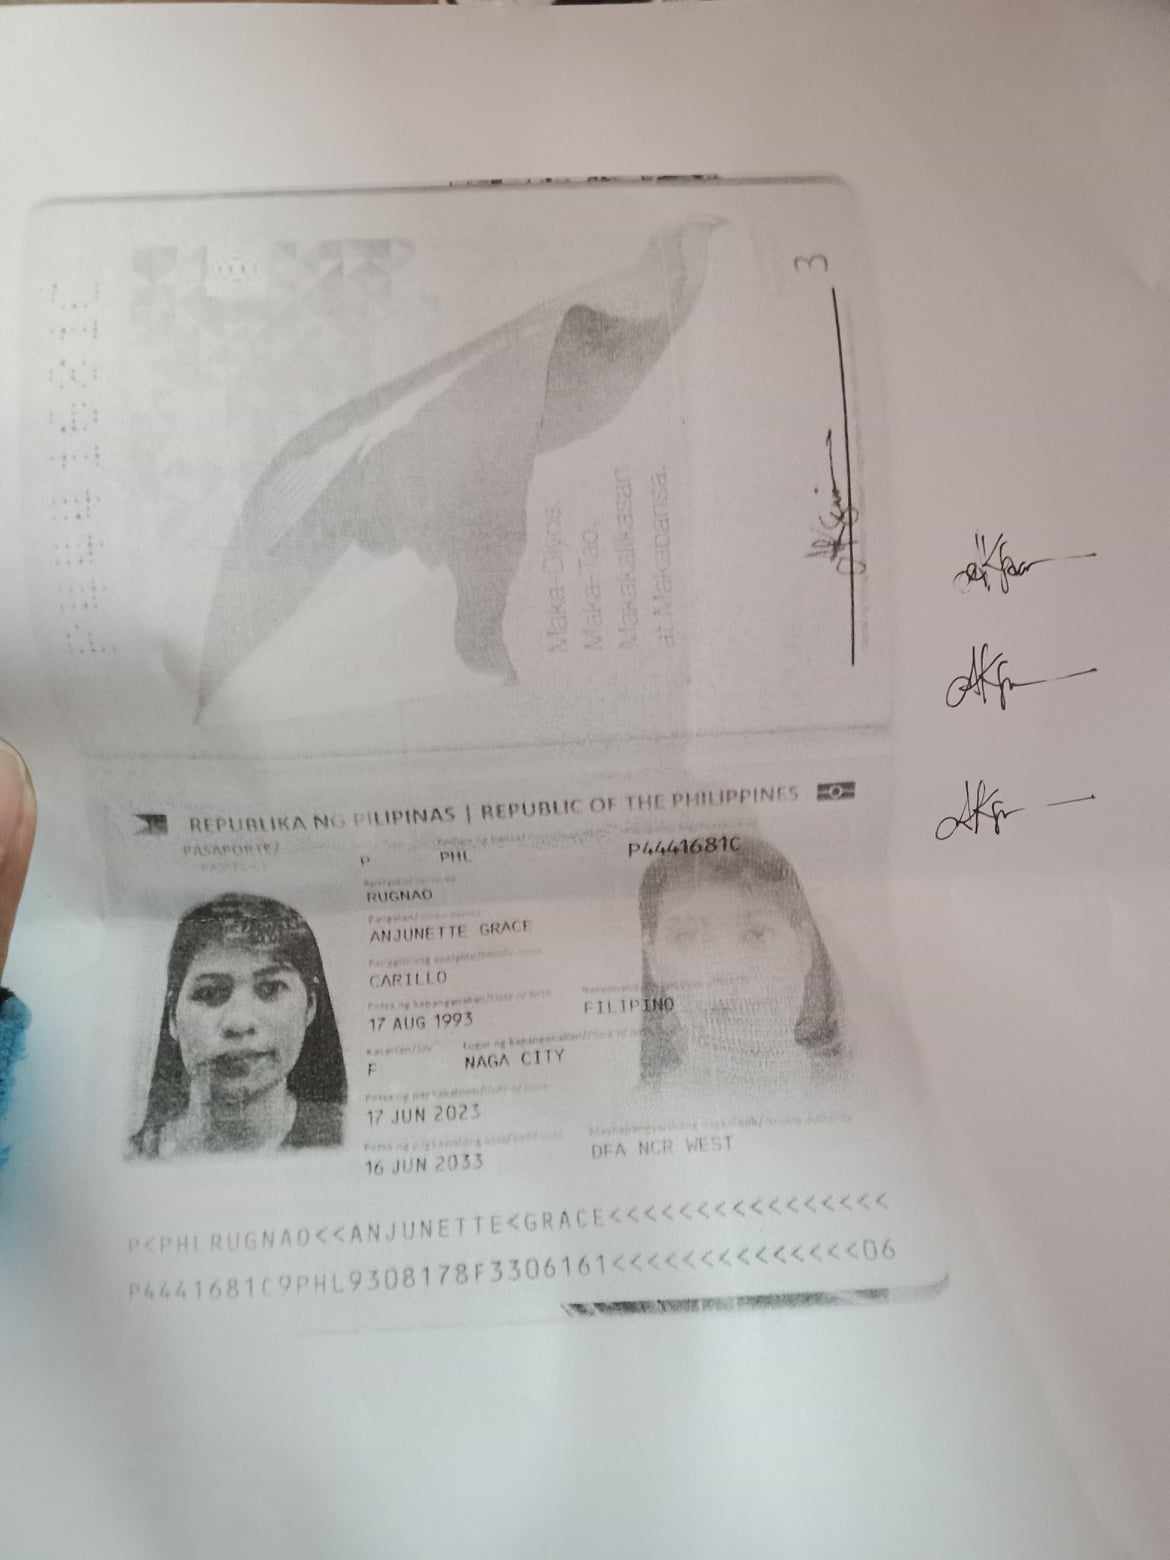 3
Maka-Diyos,
Maka-Tao,
Makakalikasan
at Makabansa.
REPUBLIKA NG PILIPINAS | REPUBLIC OF THE PHILIPPINES
PASAPORTE/
P PHL P4441681C
RUGNAO
ANJUNETTE GRACE
CARILLO
17 AUG 1993 FILIPINO
F NAGA CITY
17 JUN 2023
16 JUN 2033 DFA NCR WEST
P<PHLRUGNAO<<ANJUNETTE<GRACE<<<<<<<<<<<<<<<<<
P4441681C9PHL9308178F3306161<<<<<<<<<<<<<<06